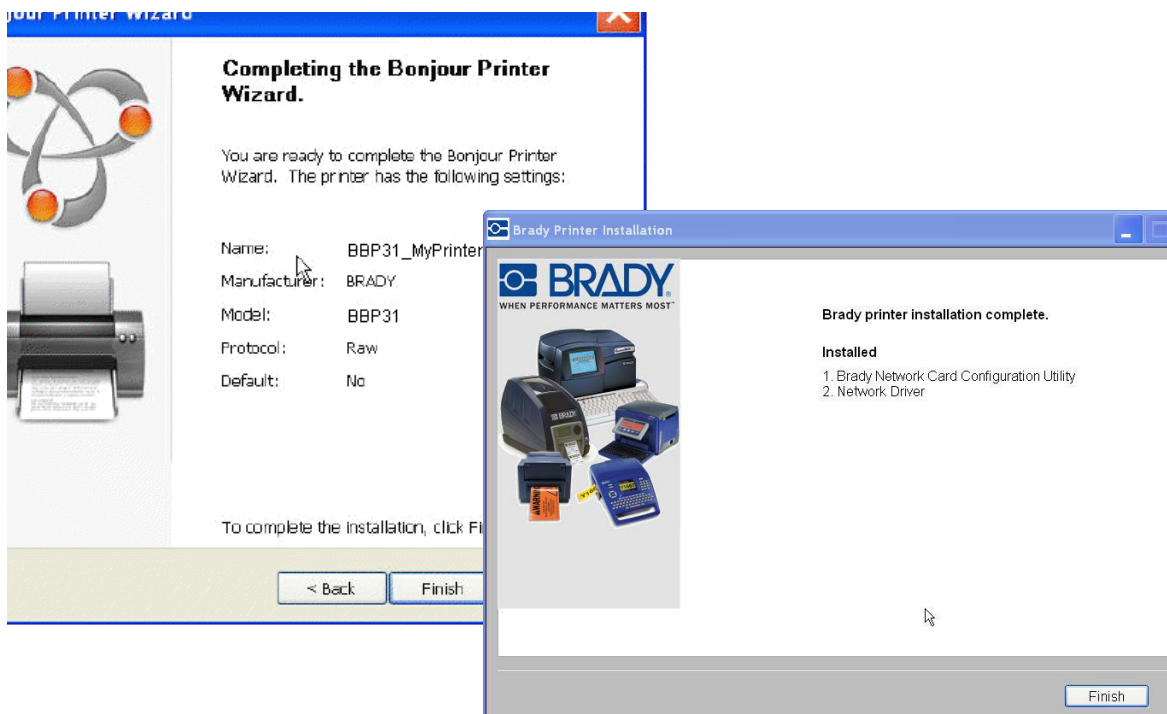 Printer Wizard
Completing the Bonjour Printer
Wizard.
You are ready to complete the Bonjour Printer
Wizard. The printer has the following settings:
Name: BBP31_MyPrinter
Manufacturer: BRADY
Model: BBP31
Protocol: Raw
Default: No
To complete the installation, click
< Back
Finish
Brady Printer Installation
BRADY
WHEN PERFORMANCE MATTERS MOST™
Brady printer installation complete.
Installed
1. Brady Network Card Configuration Utility
2. Network Driver
Finish